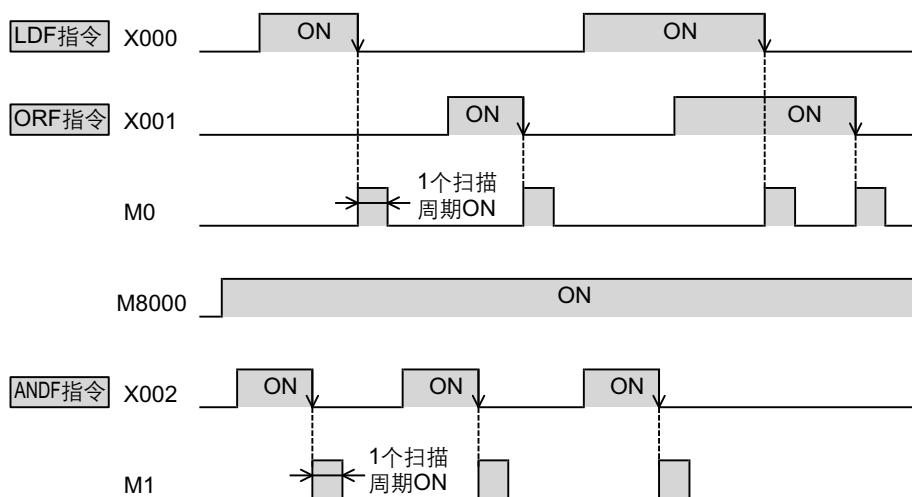 LDF指令 X000 ON ON
ORF指令 X001 ON ON
1个扫描
周期ON
M0
M8000 ON
ANDF指令 X002 ON ON ON
1个扫描
周期ON
M1